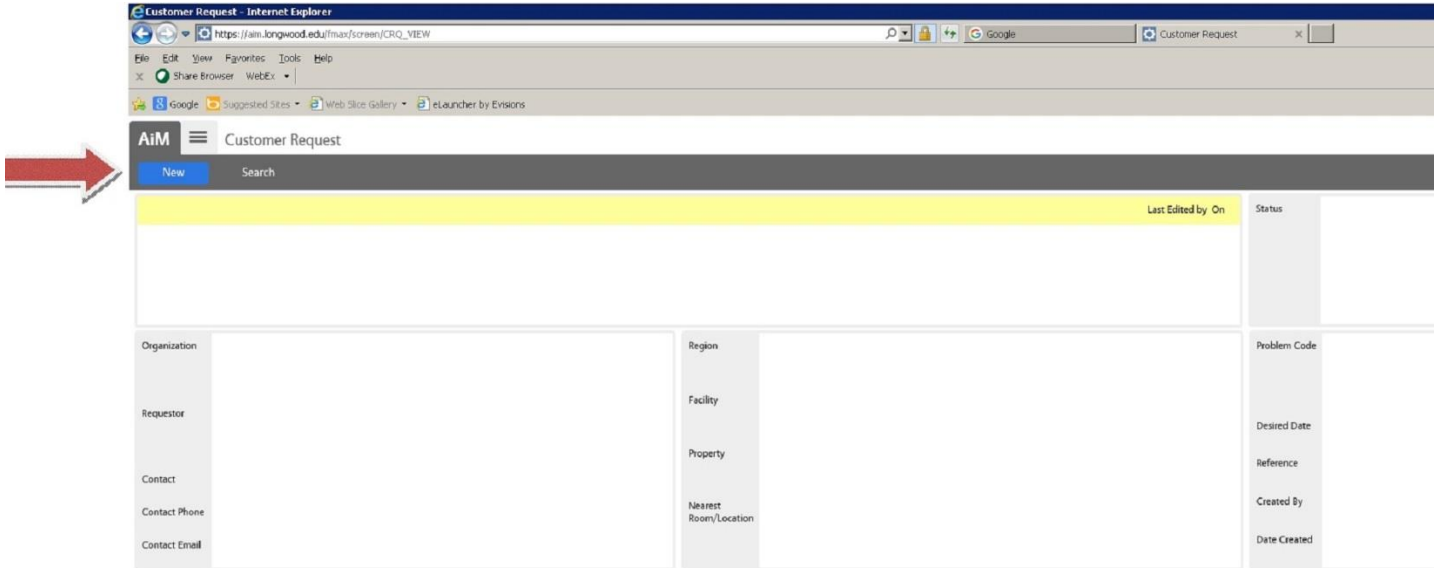 Customer Request - Internet Explorer
https://aim.longwood.edu/fmax/screen/CRQ_VIEW
Google
Customer Request
File Edit View Favorites Tools Help
x Share Browser WebEx
Google Suggested Sites Web Slice Gallery eLauncher by Evisions
AiM Customer Request
New Search
Last Edited by On
Status
Organization
Requestor
Contact
Contact Phone
Contact Email
Region
Facility
Property
Nearest
Room/Location
Problem Code
Desired Date
Reference
Created By
Date Created